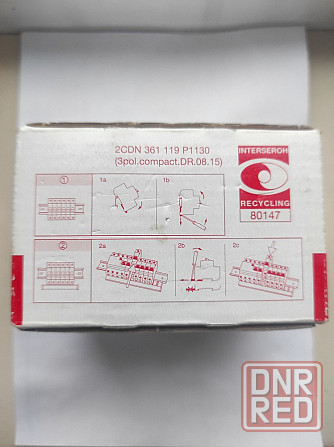 2CDN 361 119 P1130
(3pol.compact.DR.08.15)
INTERSEROH
RECYCLING
80147
1
1a
1b
2
2a
2b
2c
DNR
RED